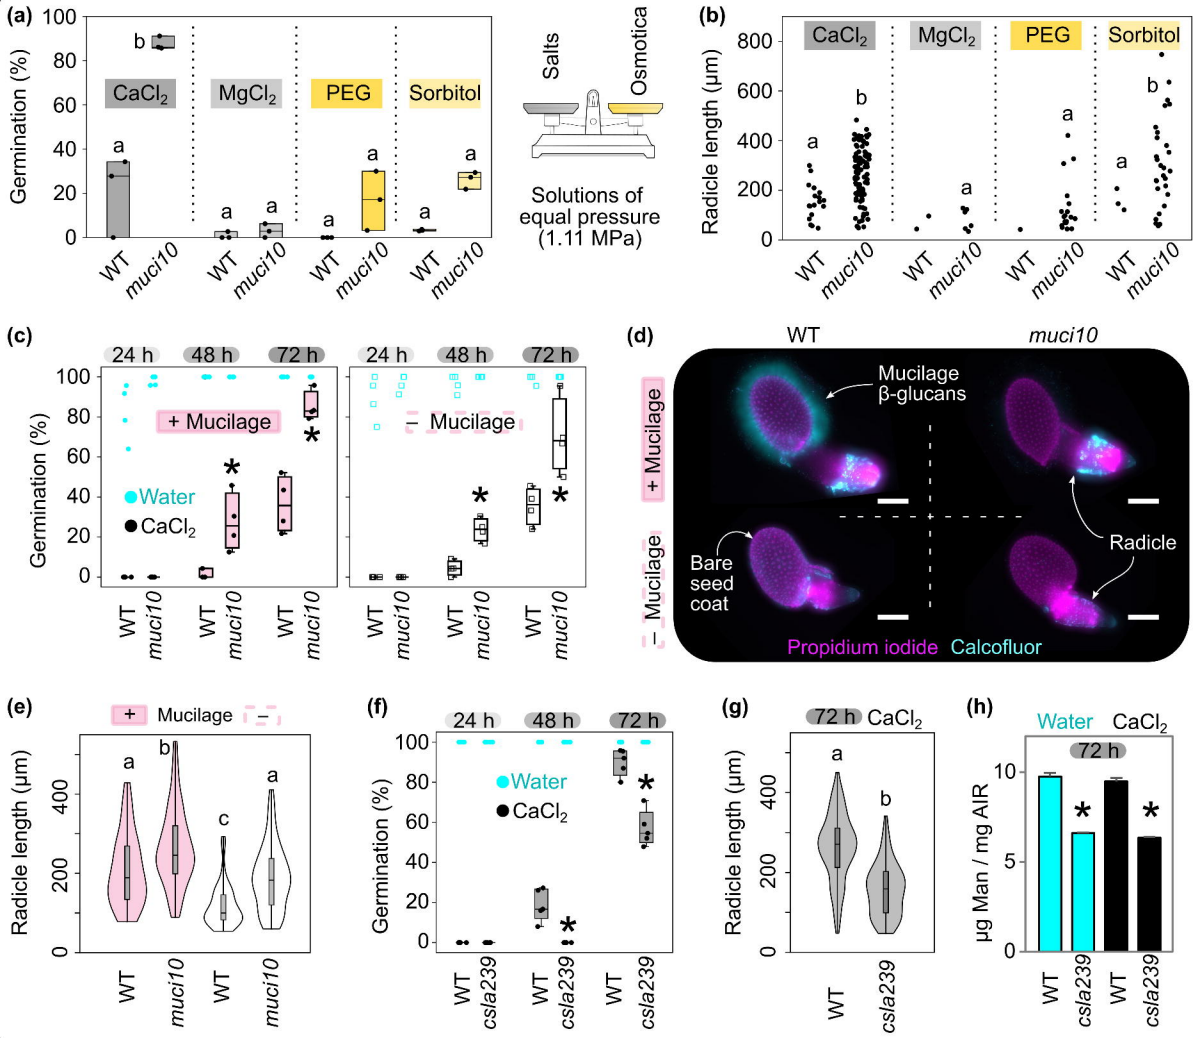 (a)
100
80
60
40
20
0
Germination (%)
b
CaCl₂
MgCl₂
PEG
Sorbitol
a
a
a
a
a
a
a
WT
muci10
WT
muci10
WT
muci10
WT
muci10
Salts
Osmotica
Solutions of
equal pressure
(1.11 MPa)
(b)
800
600
400
200
0
Radicle length (µm)
CaCl₂
MgCl₂
PEG
Sorbitol
a
b
a
a
a
b
WT
muci10
WT
muci10
WT
muci10
WT
muci10
(c)
24 h
48 h
72 h
24 h
48 h
72 h
100
80
60
40
20
0
Germination (%)
+ Mucilage
– Mucilage
Water
CaCl₂
*
*
*
*
WT
muci10
WT
muci10
WT
muci10
WT
muci10
WT
muci10
WT
muci10
(d)
WT
muci10
+ Mucilage
– Mucilage
Mucilage
β-glucans
Bare
seed
coat
Radicle
Propidium iodide
Calcofluor
(e)
+ Mucilage –
400
200
0
Radicle length (µm)
a
b
c
a
WT
muci10
WT
muci10
(f)
24 h
48 h
72 h
100
80
60
40
20
0
Germination (%)
Water
CaCl₂
*
*
WT
csla239
WT
csla239
WT
csla239
(g)
72 h CaCl₂
400
200
0
Radicle length (µm)
a
b
WT
csla239
(h)
Water CaCl₂
72 h
10
5
0
µg Man / mg AIR
*
*
WT
csla239
WT
csla239